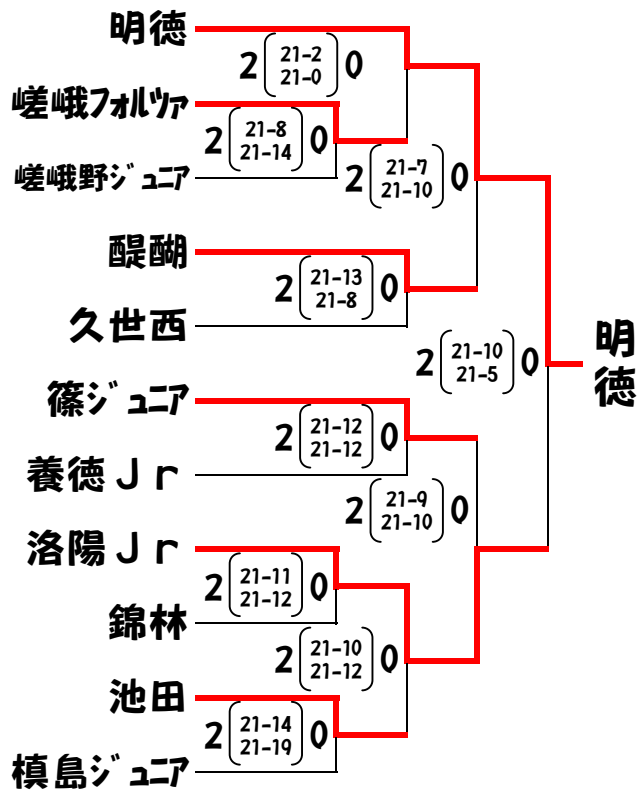 明徳
2 21-2 0
21-0
嵯峨フォルツァ
2 21-8 0
21-14
嵯峨野ジュニア
2 21-7 0
21-10
醍醐
2 21-13 0
21-8
久世西
2 21-10 0
21-5
明徳
篠ジュニア
2 21-12 0
21-12
養徳Jr
2 21-9 0
21-10
洛陽Jr
2 21-11 0
21-12
錦林
2 21-10 0
21-12
池田
2 21-14 0
21-19
槙島ジュニア